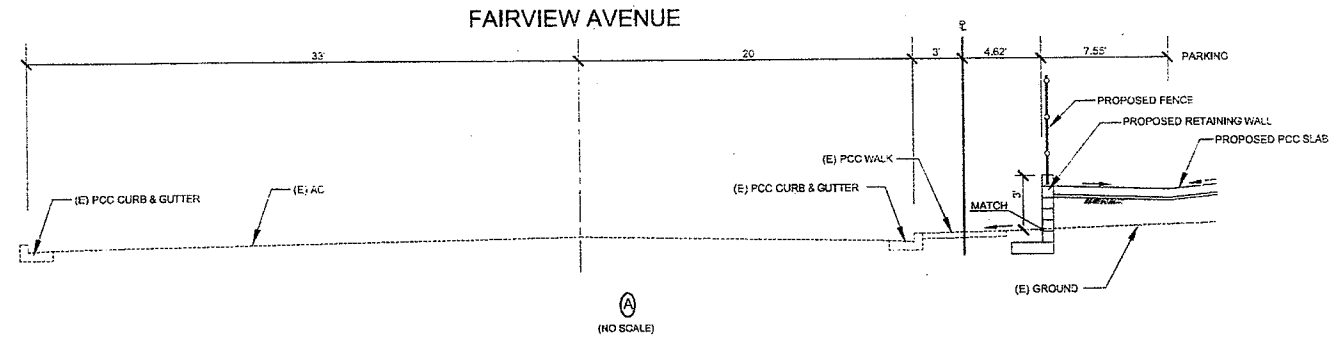 FAIRVIEW AVENUE
33'
20
3'
4.62'
7.55'
PARKING
PROPOSED FENCE
PROPOSED RETAINING WALL
PROPOSED PCC SLAB
(E) PCC WALK
(E) PCC CURB & GUTTER
(E) AC
(E) PCC CURB & GUTTER
3'
MATCH
(E) GROUND
A
(NO SCALE)